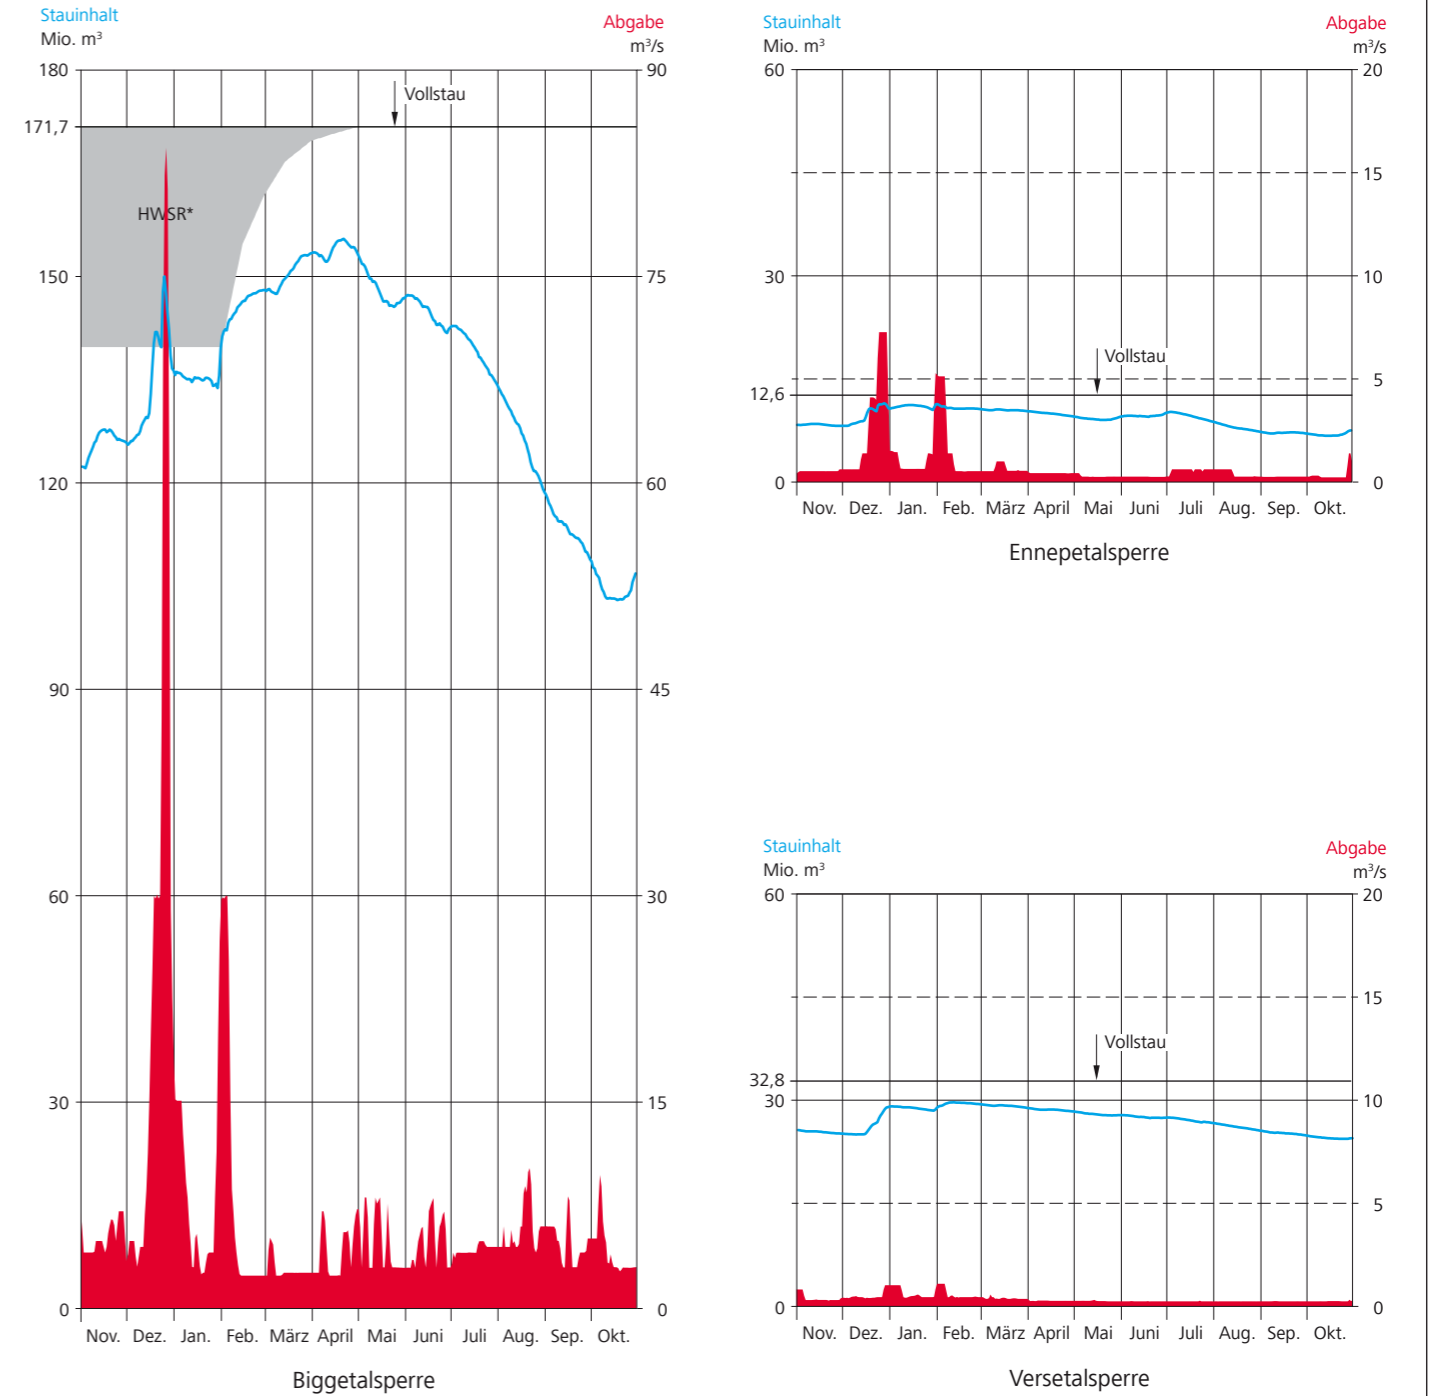 Stauinhalt
Mio. m³
Abgabe
m³/s
180
171,7
150
120
90
60
30
0
90
75
60
45
30
15
0
Vollstau
HWSR*
Nov. Dez. Jan. Feb. März April Mai Juni Juli Aug. Sep. Okt.
Biggetalsperre
Stauinhalt
Mio. m³
Abgabe
m³/s
60
30
12,6
0
20
15
10
5
0
Vollstau
Nov. Dez. Jan. Feb. März April Mai Juni Juli Aug. Sep. Okt.
Ennepetalsperre
Stauinhalt
Mio. m³
Abgabe
m³/s
60
32,8
30
0
20
15
10
5
0
Vollstau
Nov. Dez. Jan. Feb. März April Mai Juni Juli Aug. Sep. Okt.
Versetalsperre